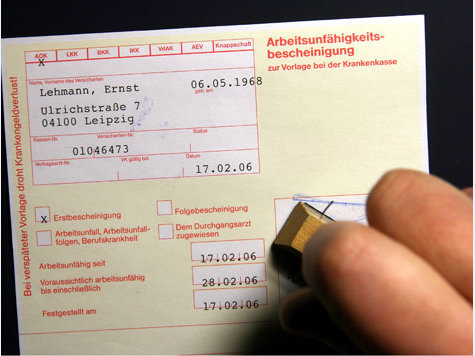 Bei verspäteter Vorlage droht Krankengeldverlust!
AOK LKK BKK IKK VdAK AEV Knappschaft
X
Name, Vorname des Versicherten
Lehmann, Ernst
06.05.1968
geb. am
Ulrichstraße 7
04100 Leipzig
Kassen-Nr. Versicherten-Nr. Status
01046473
Vertragsarzt-Nr. VK gültig bis Datum
17.02.06
Arbeitsunfähigkeits-
bescheinigung
zur Vorlage bei der Krankenkasse
X Erstbescheinigung
Folgebescheinigung
Arbeitsunfall, Arbeitsunfall-
folgen, Berufskrankheit
Dem Durchgangsarzt
zugewiesen
Arbeitsunfähig seit
17.02.06
Voraussichtlich arbeitsunfähig
bis einschließlich
28.02.06
Festgestellt am
17.02.06